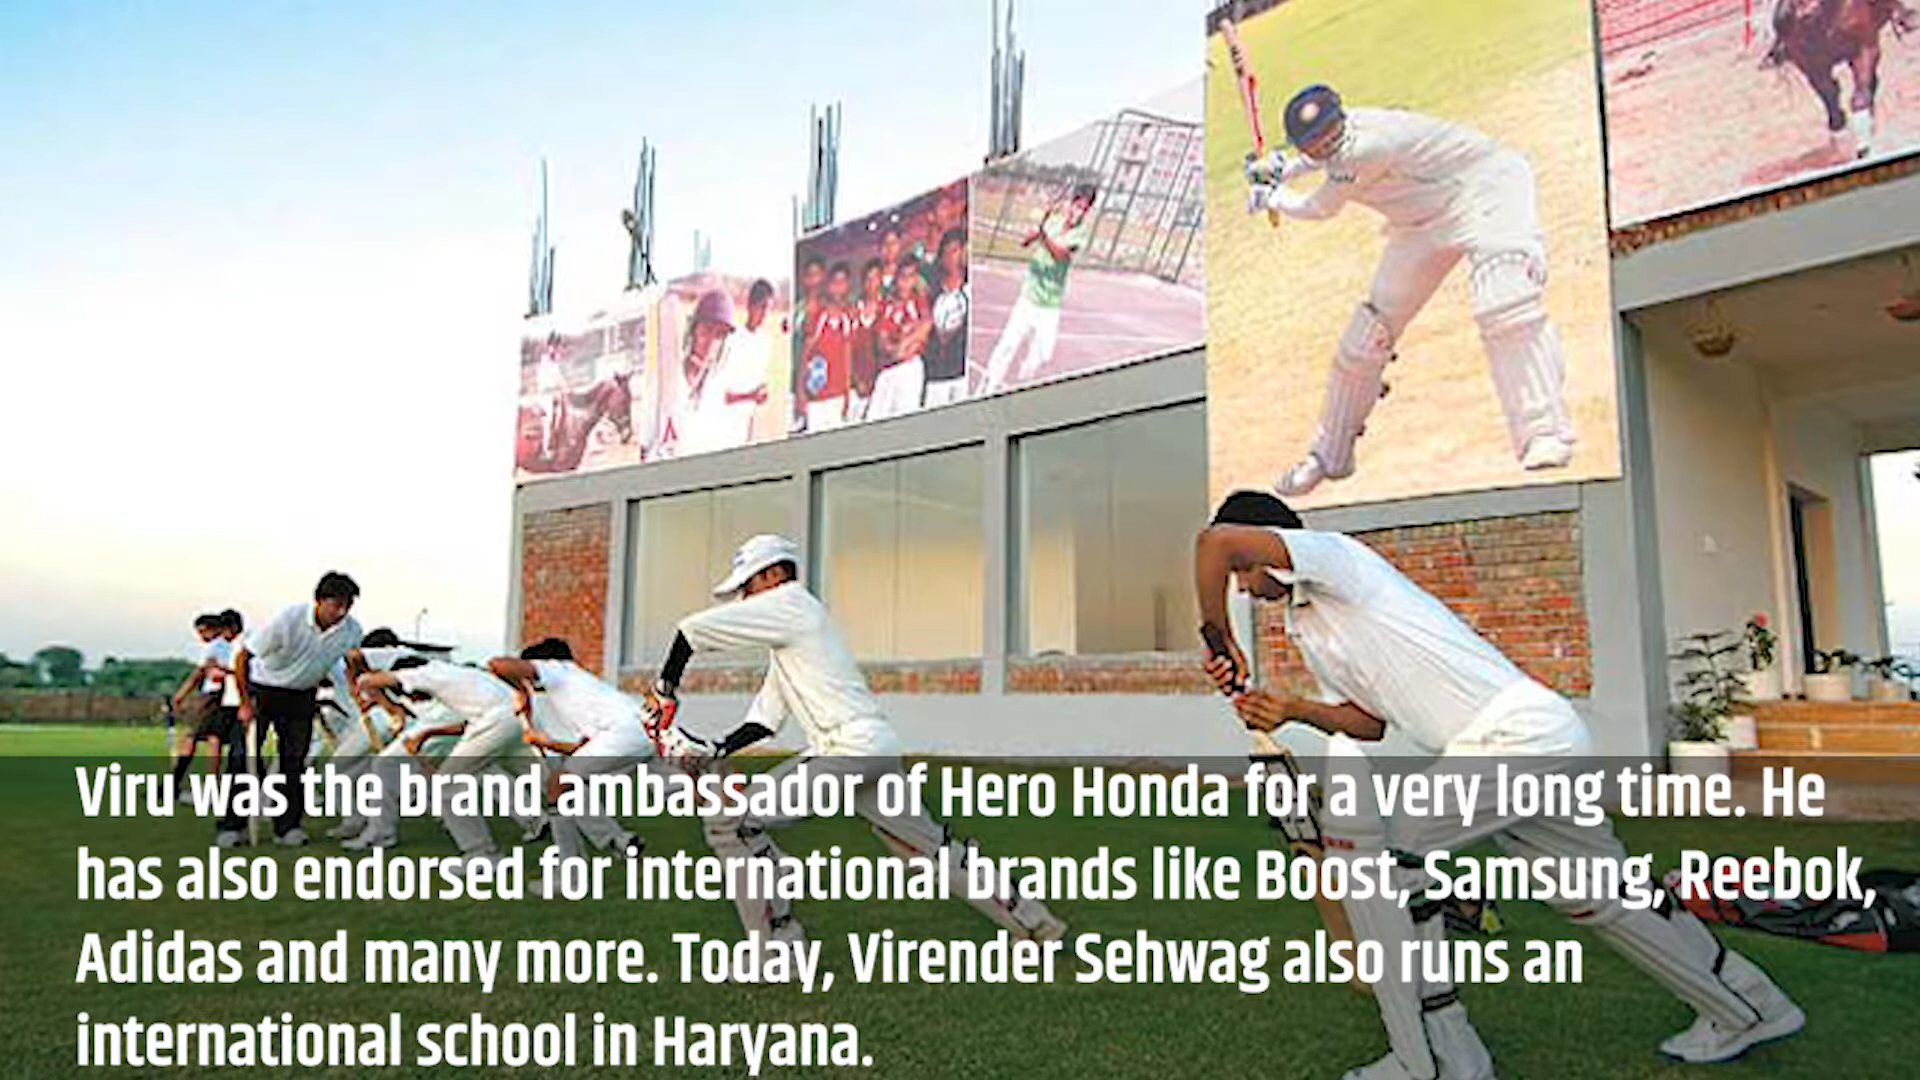 Viru was the brand ambassador of Hero Honda for a very long time. He
has also endorsed for international brands like Boost, Samsung, Reebok,
Adidas and many more. Today, Virender Sehwag also runs an
international school in Haryana.